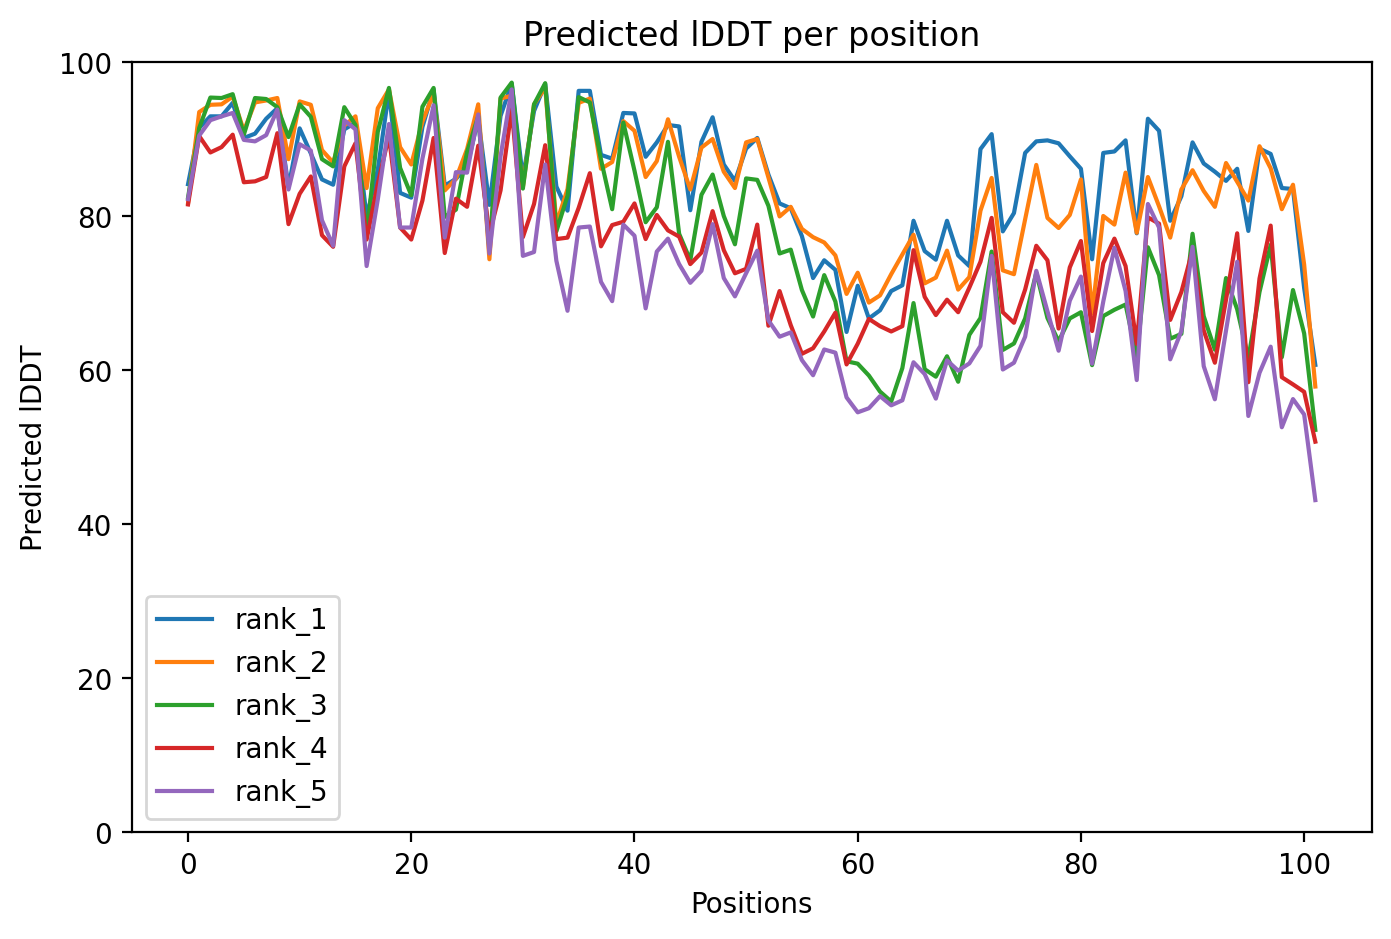 Predicted lDDT per position
100
80
60
40
20
0
Predicted lDDT
rank_1
rank_2
rank_3
rank_4
rank_5
0 20 40 60 80 100
Positions